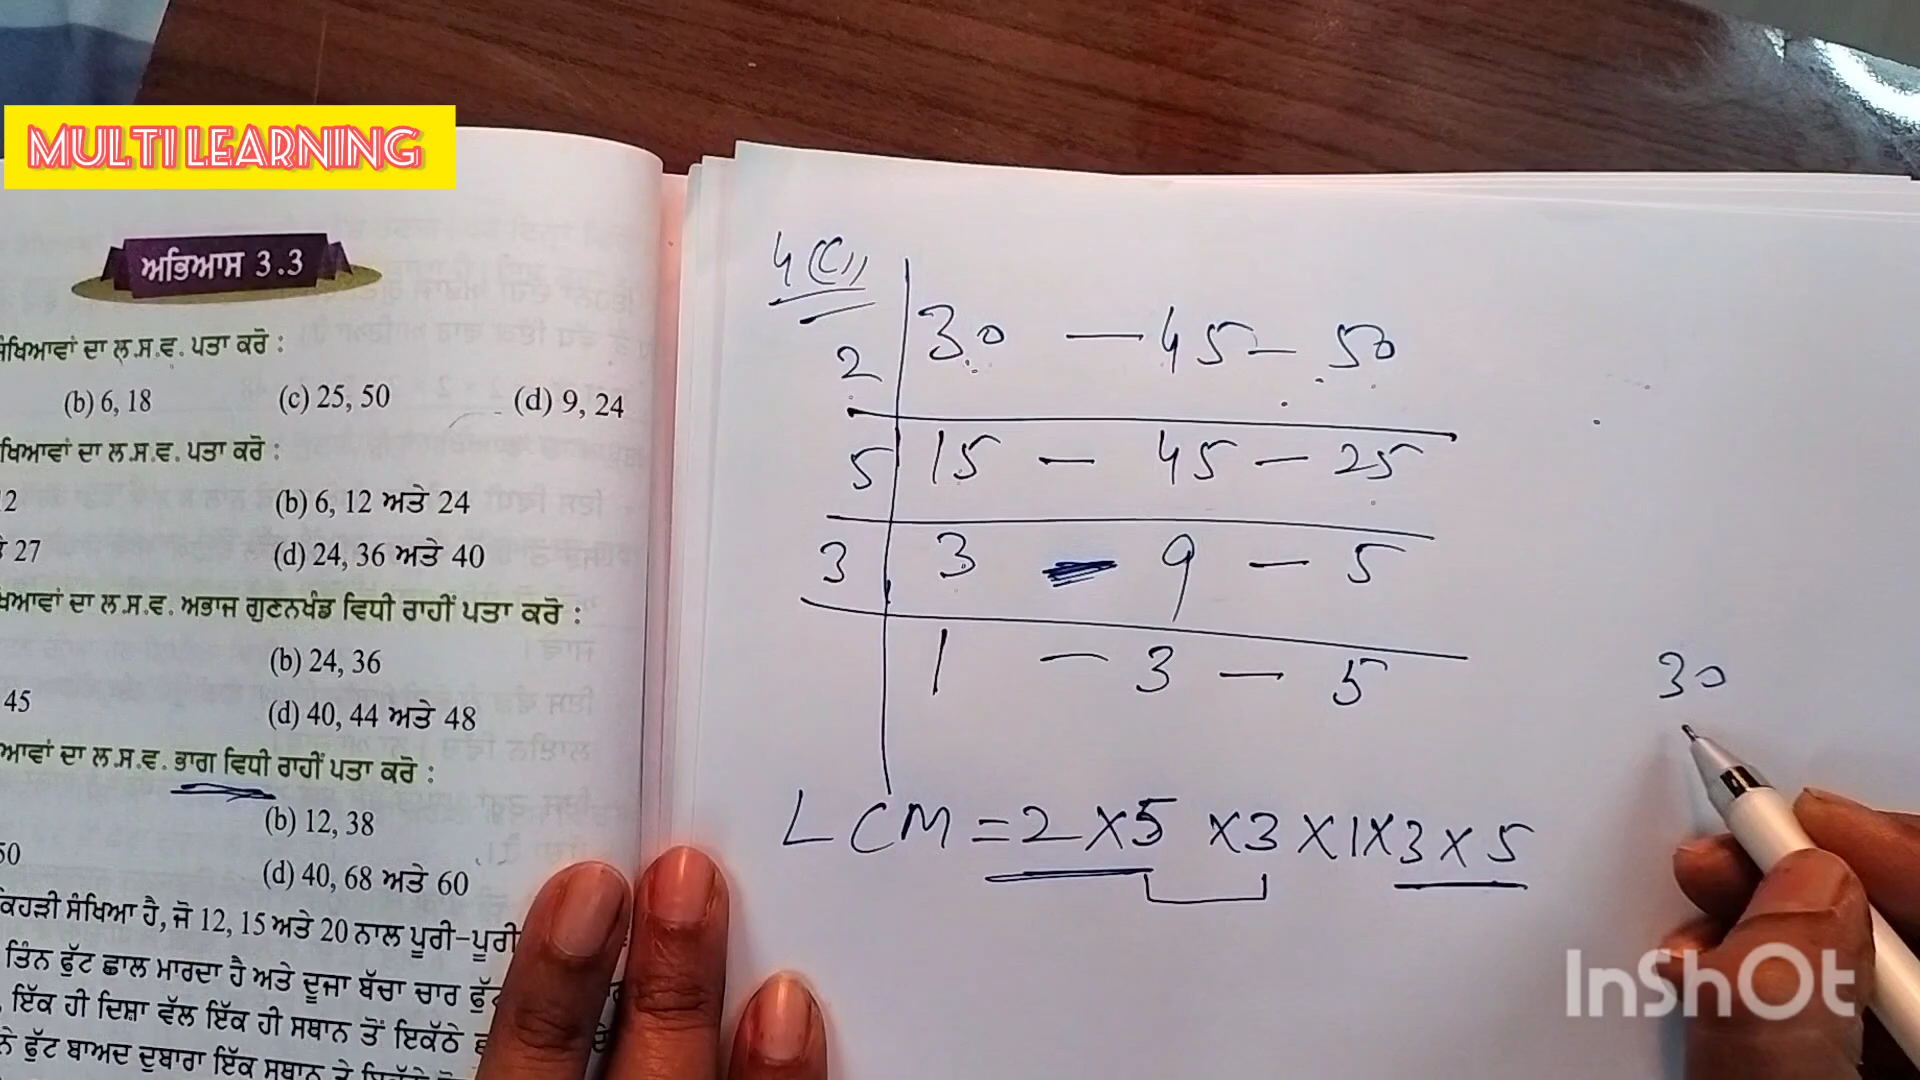 MULTI LEARNING
ਅਭਿਆਸ 3.3
ਸੰਖਿਆਵਾਂ ਦਾ ਲ.ਸ.ਵ. ਪਤਾ ਕਰੋ :
(b) 6, 18 (c) 25, 50 (d) 9, 24
ਖਿਆਵਾਂ ਦਾ ਲ.ਸ.ਵ. ਪਤਾ ਕਰੋ :
2 (b) 6, 12 ਅਤੇ 24
27 (d) 24, 36 ਅਤੇ 40
ਖਿਆਵਾਂ ਦਾ ਲ.ਸ.ਵ. ਅਭਾਜ ਗੁਣਨਖੰਡ ਵਿਧੀ ਰਾਹੀਂ ਪਤਾ ਕਰੋ :
(b) 24, 36
45 (d) 40, 44 ਅਤੇ 48
ਆਵਾਂ ਦਾ ਲ.ਸ.ਵ. ਭਾਗ ਵਿਧੀ ਰਾਹੀਂ ਪਤਾ ਕਰੋ :
(b) 12, 38
50 (d) 40, 68 ਅਤੇ 60
ਕਿਹੜੀ ਸੰਖਿਆ ਹੈ, ਜੋ 12, 15 ਅਤੇ 20 ਨਾਲ ਪੂਰੀ-ਪੂਰੀ
ਤਿੰਨ ਫੁੱਟ ਛਾਲ ਮਾਰਦਾ ਹੈ ਅਤੇ ਦੂਜਾ ਬੱਚਾ ਚਾਰ
ਇੱਕ ਹੀ ਦਿਸ਼ਾ ਵੱਲ ਇੱਕ ਹੀ ਸਥਾਨ ਤੋਂ ਇਕੱਠੇ
ਫੁੱਟ ਬਾਅਦ ਦੁਬਾਰਾ ਇੱਕ ਸਥਾਨ ਤੇ
4(C)
2 30 — 45 — 50
5 15 — 45 — 25
3 3 — 9 — 5
1 — 3 — 5
30
LCM = 2 × 5 × 3 × 1 × 3 × 5
InShOt